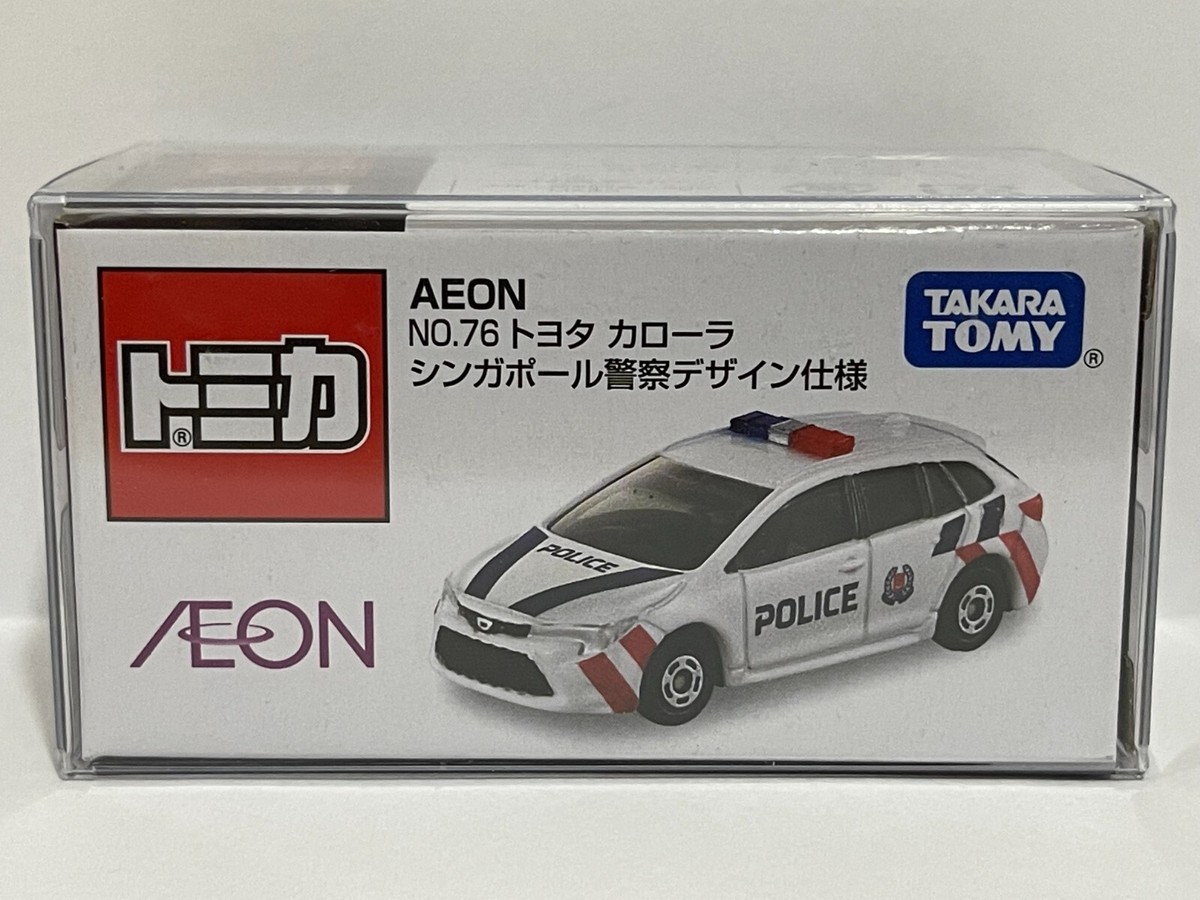 トミカ
®
AEON
NO.76 トヨタ カローラ
シンガポール警察デザイン仕様
TAKARA
TOMY
®
ÆON
POLICE
POLICE